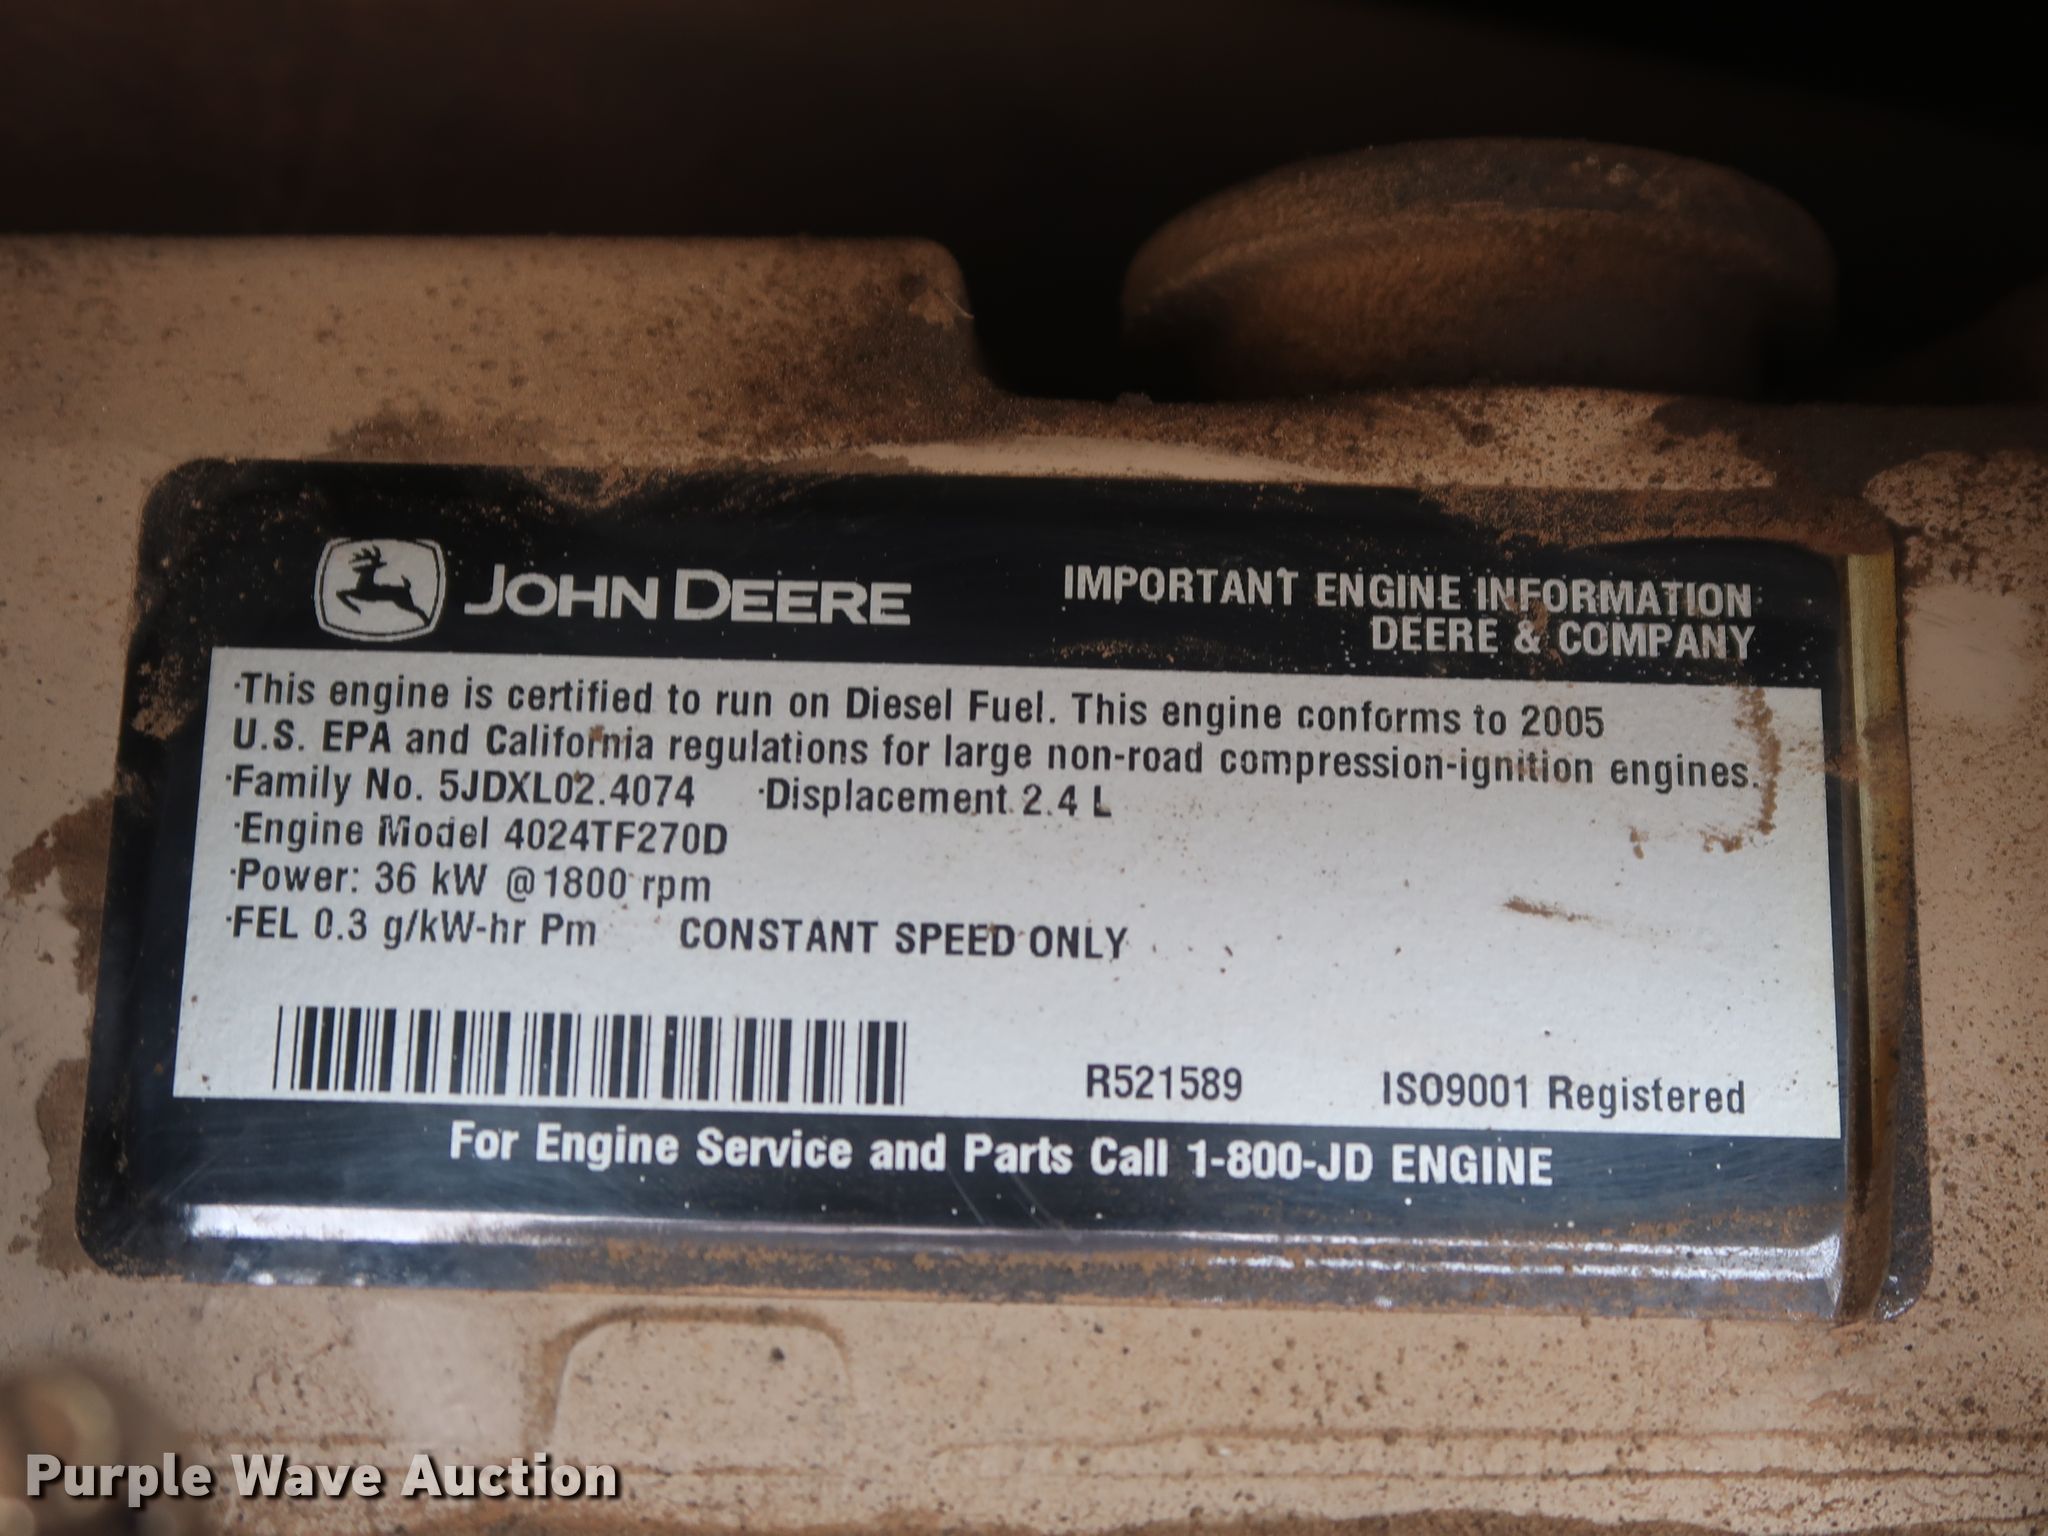 JOHN DEERE
IMPORTANT ENGINE INFORMATION
DEERE & COMPANY
·This engine is certified to run on Diesel Fuel. This engine conforms to 2005
U.S. EPA and California regulations for large non-road compression-ignition engines.
·Family No. 5JDXL02.4074 ·Displacement 2.4 L
·Engine Model 4024TF270D
·Power: 36 kW @1800 rpm
·FEL 0.3 g/kW-hr Pm CONSTANT SPEED ONLY
R521589 ISO9001 Registered
For Engine Service and Parts Call 1-800-JD ENGINE
Purple Wave Auction